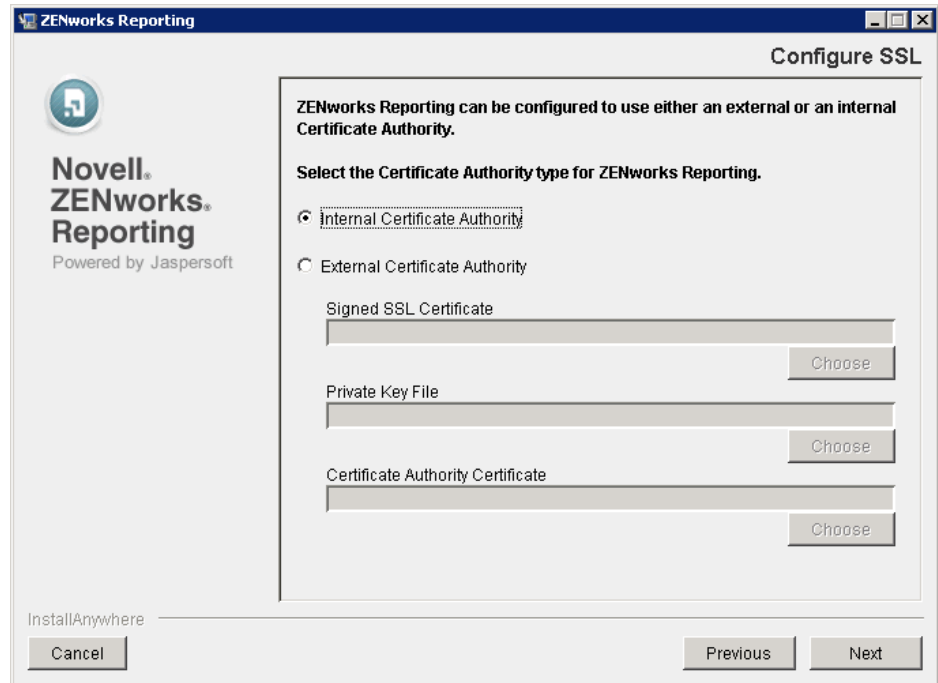 ZENworks Reporting
Configure SSL
Novell®
ZENworks®
Reporting
Powered by Jaspersoft
ZENworks Reporting can be configured to use either an external or an internal
Certificate Authority.
Select the Certificate Authority type for ZENworks Reporting.
Internal Certificate Authority
External Certificate Authority
Signed SSL Certificate
Choose
Private Key File
Choose
Certificate Authority Certificate
Choose
InstallAnywhere
Cancel
Previous
Next